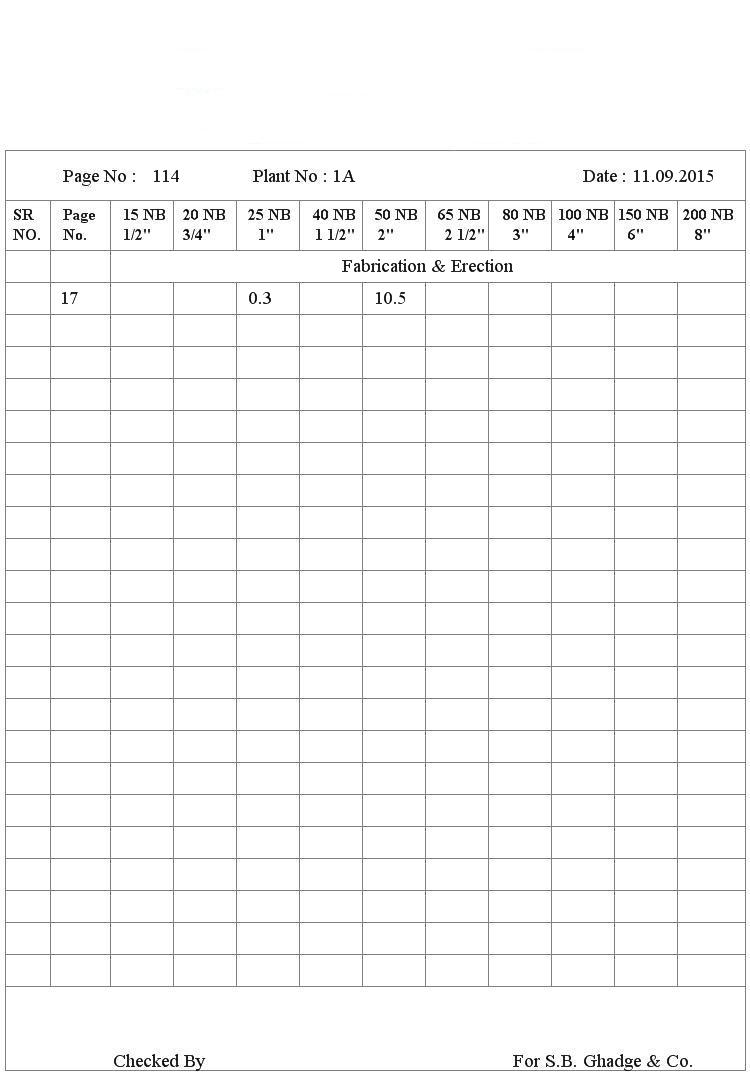 Page No : 114 Plant No : 1A Date : 11.09.2015
SR NO. Page No. 15 NB 1/2" 20 NB 3/4" 25 NB 1" 40 NB 1 1/2" 50 NB 2" 65 NB 2 1/2" 80 NB 3" 100 NB 4" 150 NB 6" 200 NB 8"
Fabrication & Erection
17 0.3 10.5
Checked By For S.B. Ghadge & Co.